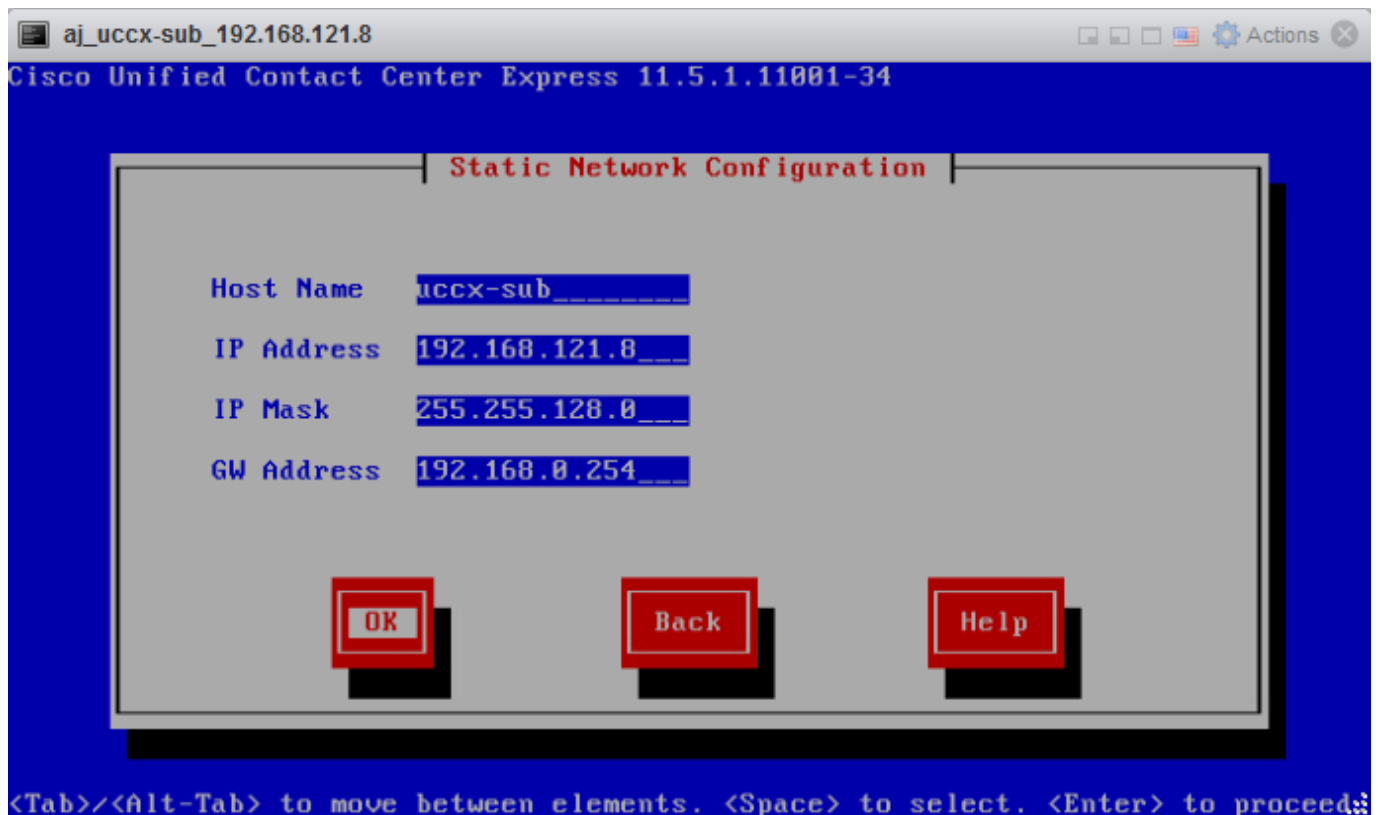 aj_uccx-sub_192.168.121.8 Actions
Cisco Unified Contact Center Express 11.5.1.11001-34
Static Network Configuration
Host Name uccx-sub________
IP Address 192.168.121.8___
IP Mask 255.255.128.0___
GW Address 192.168.0.254___
OK Back Help
<Tab>/<Alt-Tab> to move between elements. <Space> to select. <Enter> to proceed